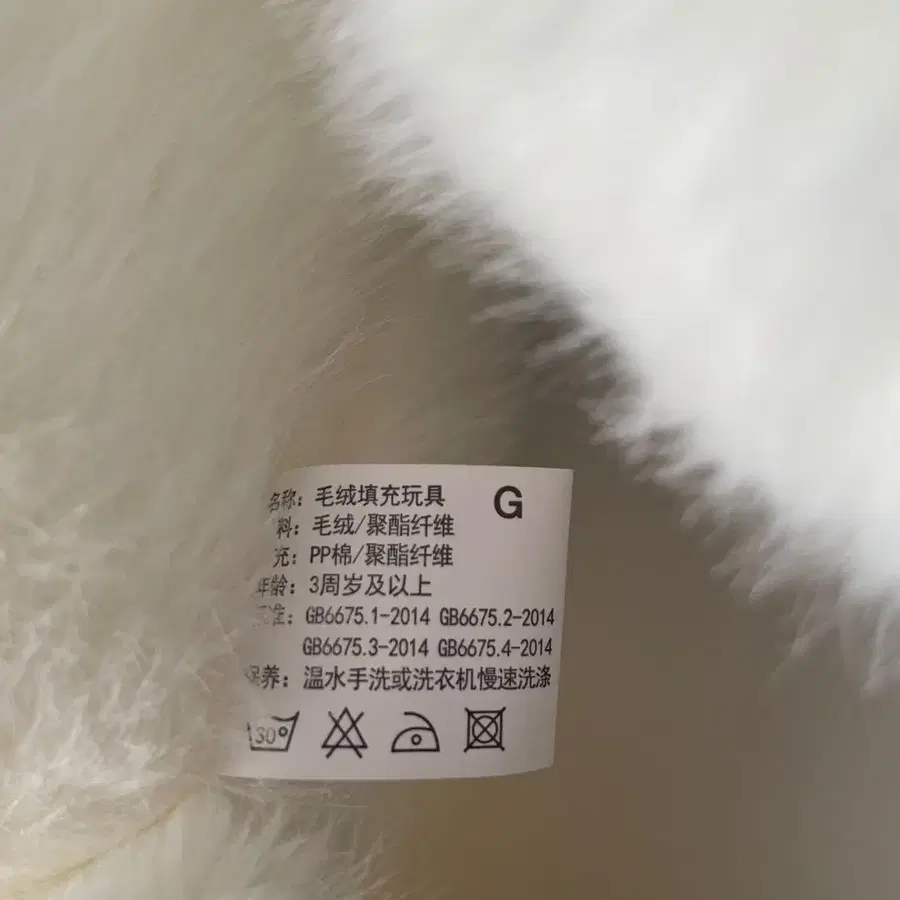 名称：毛绒填充玩具 G
料：毛绒/聚酯纤维
充：PP棉/聚酯纤维
年龄：3周岁及以上
标准：GB6675.1-2014 GB6675.2-2014
GB6675.3-2014 GB6675.4-2014
保养：温水手洗或洗衣机慢速洗涤
30°